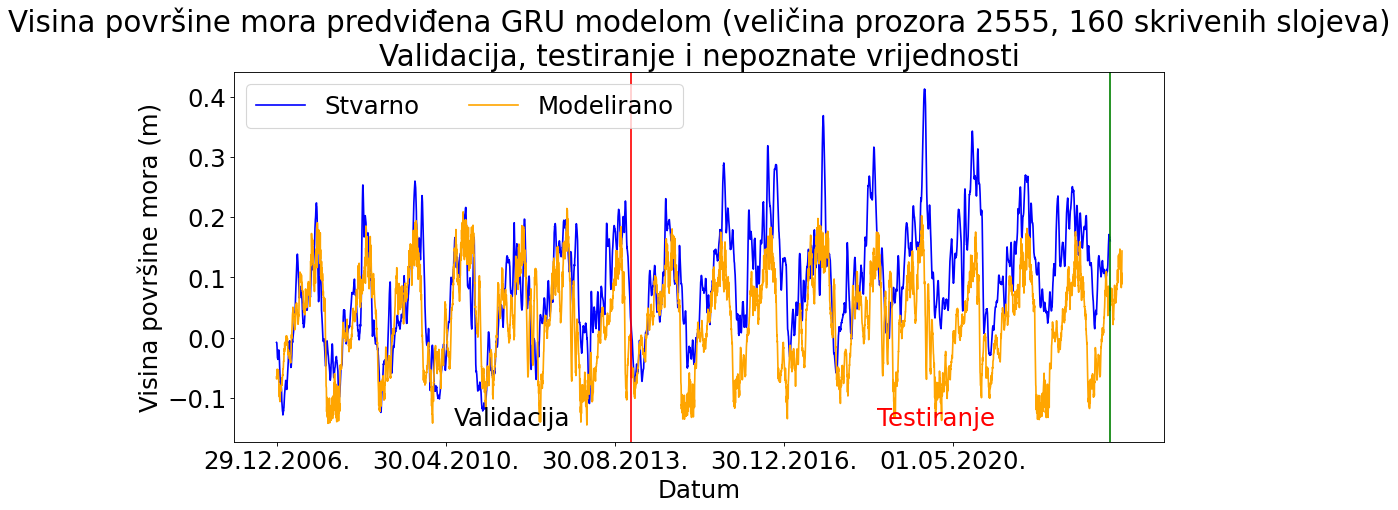 Visina površine mora predviđena GRU modelom (veličina prozora 2555, 160 skrivenih slojeva)
Validacija, testiranje i nepoznate vrijednosti
Stvarno Modelirano
Visina površine mora (m)
0.4
0.3
0.2
0.1
0.0
−0.1
Validacija Testiranje
29.12.2006. 30.04.2010. 30.08.2013. 30.12.2016. 01.05.2020.
Datum